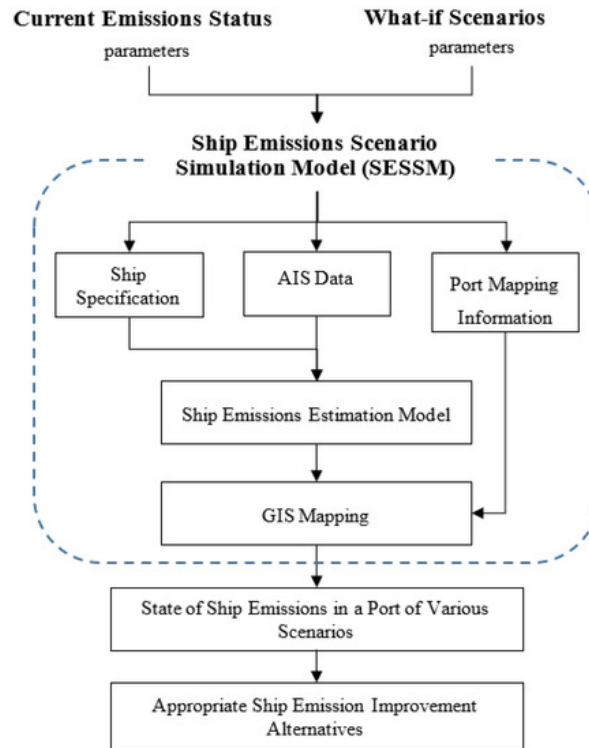 Current Emissions Status
What-if Scenarios
parameters
parameters
Ship Emissions Scenario
Simulation Model (SESSM)
Ship
Specification
AIS Data
Port Mapping
Information
Ship Emissions Estimation Model
GIS Mapping
State of Ship Emissions in a Port of Various
Scenarios
Appropriate Ship Emission Improvement
Alternatives